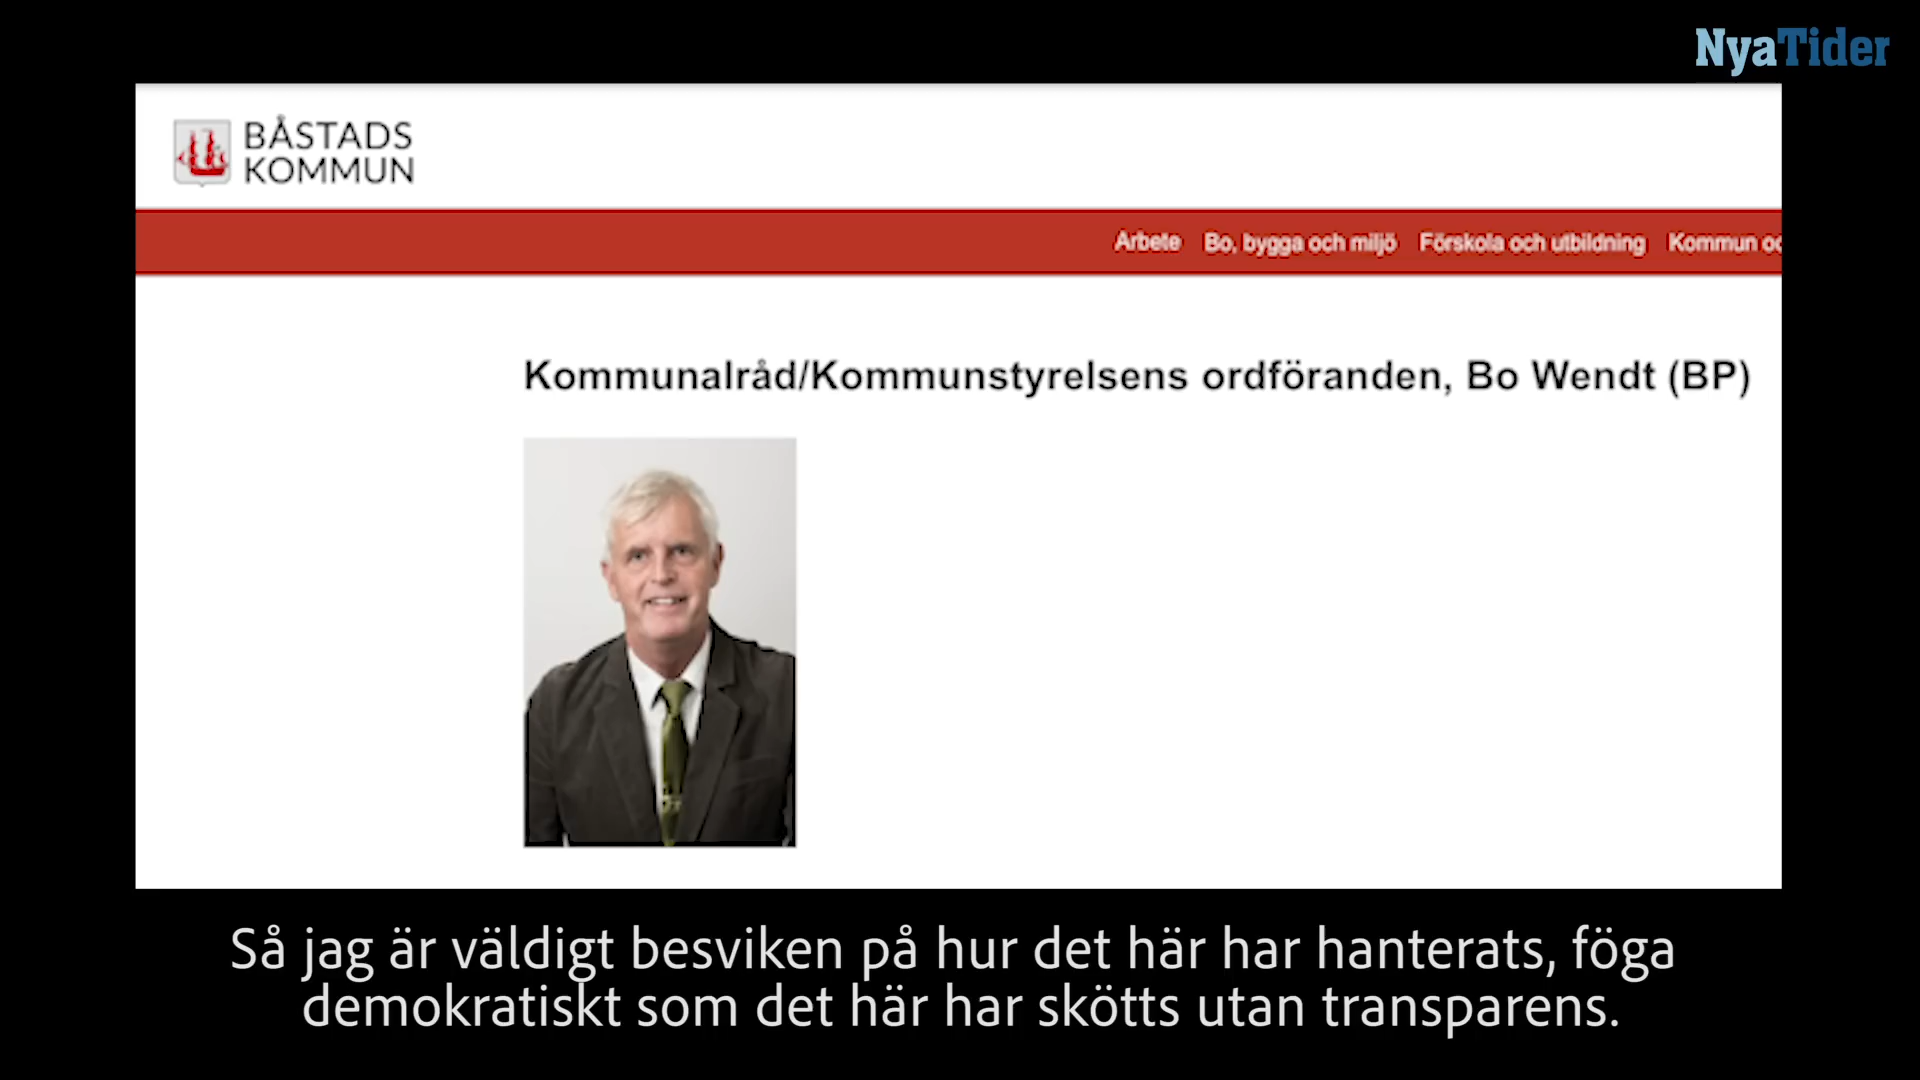 NyaTider
BÅSTADS
KOMMUN
Arbete Bo, bygga och miljö Förskola och utbildning Kommun oc
Kommunalråd/Kommunstyrelsens ordföranden, Bo Wendt (BP)
Så jag är väldigt besviken på hur det här har hanterats, föga
demokratiskt som det här har skötts utan transparens.